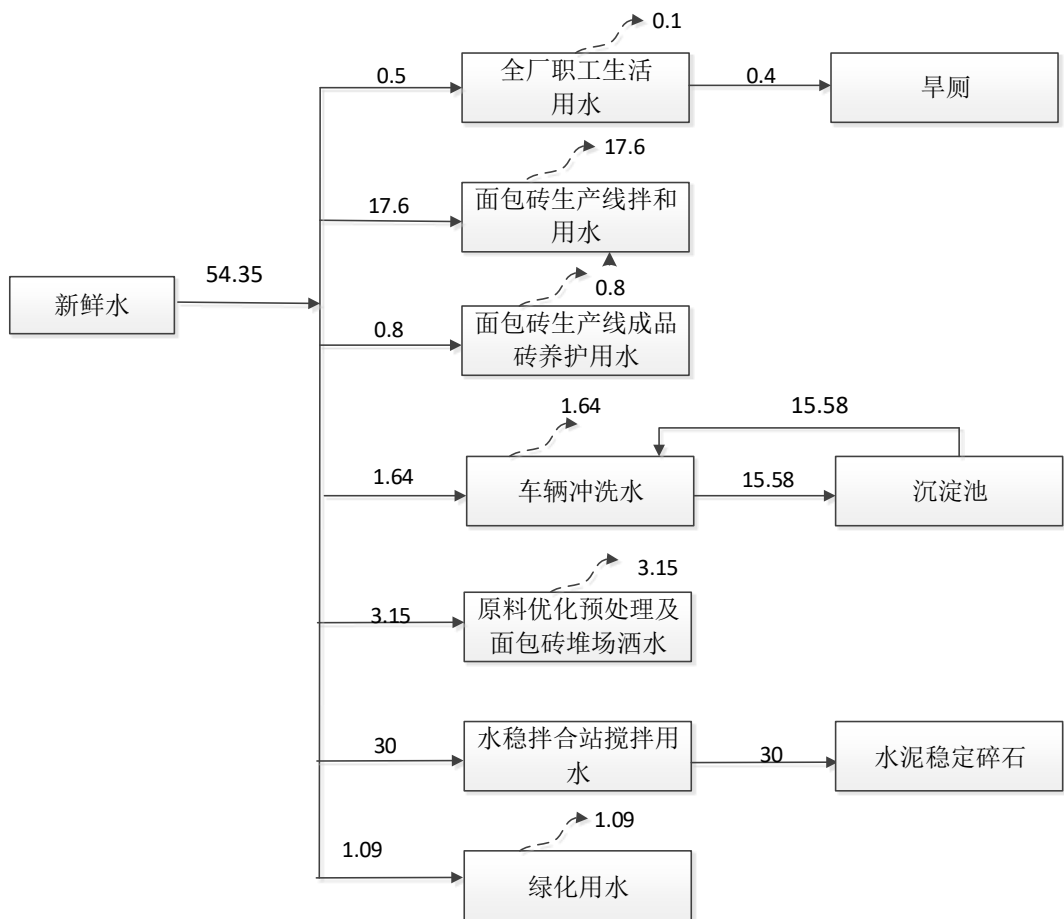 0.1
0.5
全厂职工生活
用水
0.4
旱厕
17.6
17.6
面包砖生产线拌和
用水
新鲜水
54.35
0.8
0.8
面包砖生产线成品
砖养护用水
1.64
15.58
1.64
车辆冲洗水
15.58
沉淀池
3.15
3.15
原料优化预处理及
面包砖堆场洒水
30
水稳拌合站搅拌用
水
30
水泥稳定碎石
1.09
1.09
绿化用水